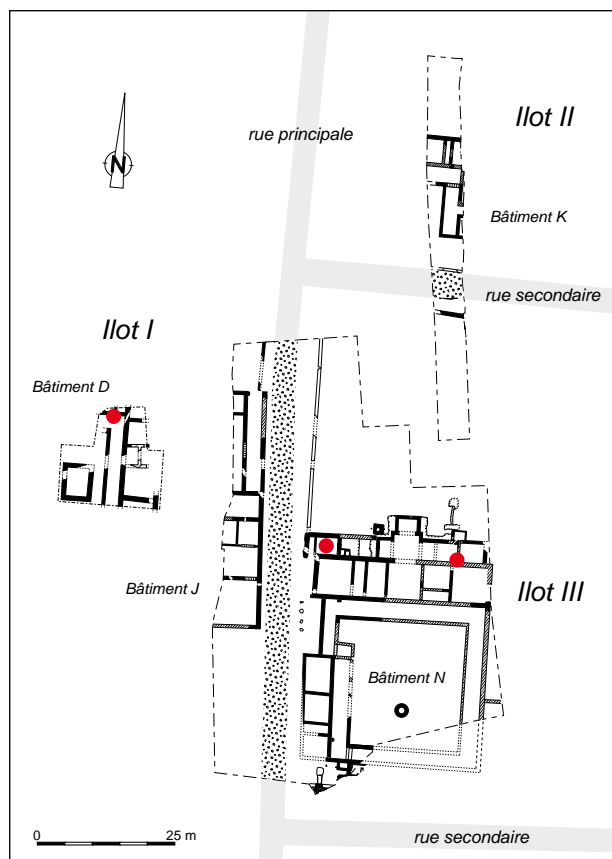 Ilot II
rue principale
N
Bâtiment K
rue secondaire
Ilot I
Bâtiment D
Bâtiment J
Ilot III
Bâtiment N
0 25 m
rue secondaire